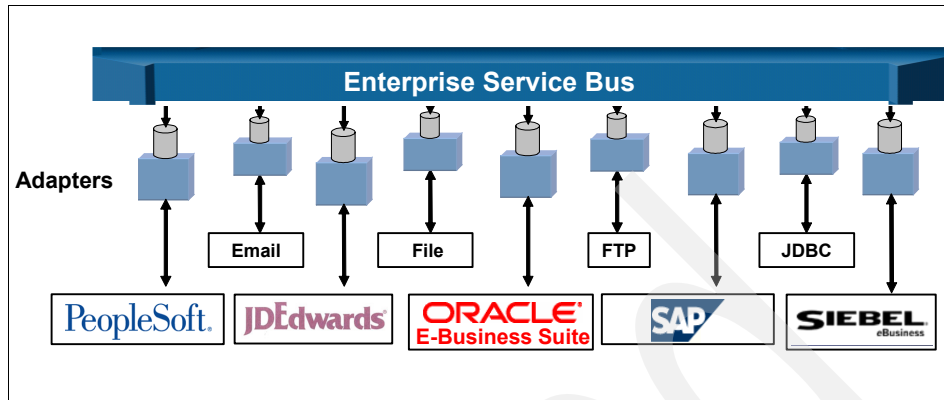 Enterprise Service Bus
Adapters
Email
File
FTP
JDBC
PeopleSoft.
JDEdwards®
ORACLE®
E-Business Suite
SAP
SIEBEL.
eBusiness